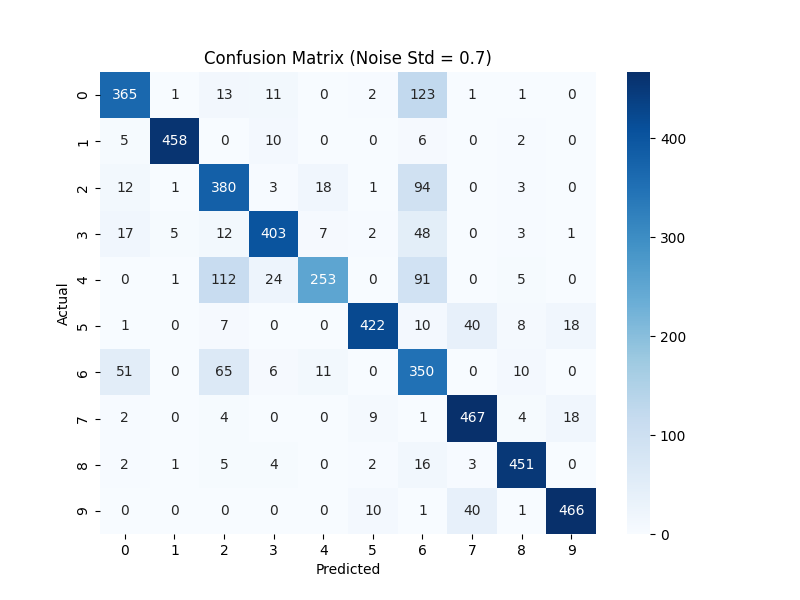 Confusion Matrix (Noise Std = 0.7)
0 365 1 13 11 0 2 123 1 1 0
1 5 458 0 10 0 0 6 0 2 0
2 12 1 380 3 18 1 94 0 3 0
3 17 5 12 403 7 2 48 0 3 1
4 0 1 112 24 253 0 91 0 5 0
5 1 0 7 0 0 422 10 40 8 18
6 51 0 65 6 11 0 350 0 10 0
7 2 0 4 0 0 9 1 467 4 18
8 2 1 5 4 0 2 16 3 451 0
9 0 0 0 0 0 10 1 40 1 466
0 1 2 3 4 5 6 7 8 9
Predicted
Actual
400
300
200
100
0